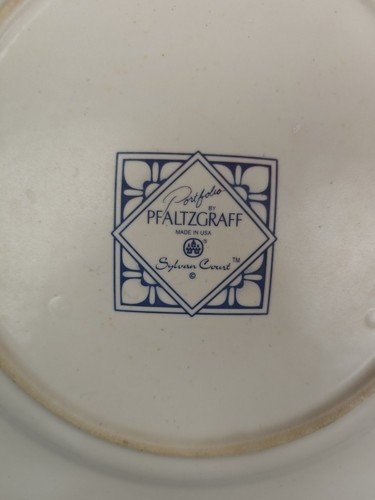 Portfolio
BY
PFALTZGRAFF
MADE IN USA
®
Sylvan Court™
©